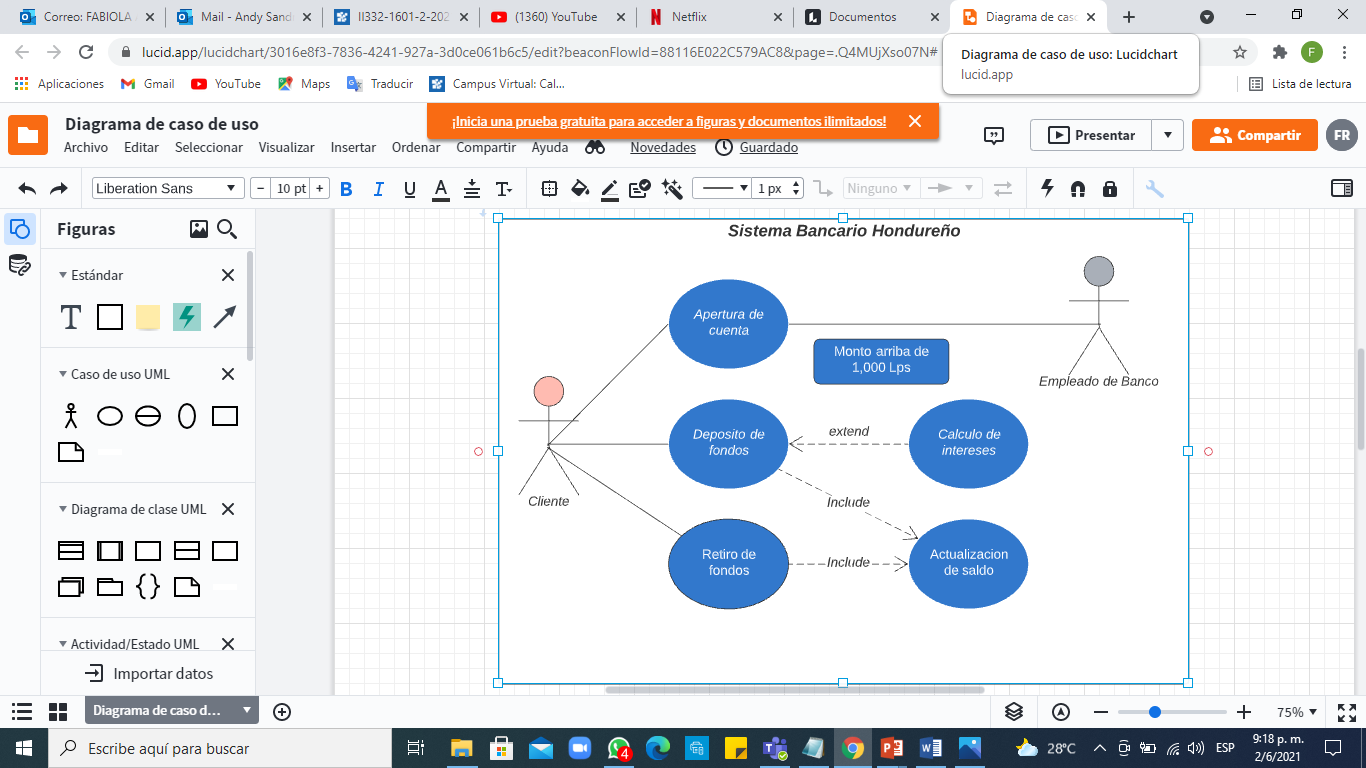 Correo: FABIOLA
Mail - Andy Sand
II332-1601-2-202
(1360) YouTube
Netflix
Documentos
Diagrama de caso
lucid.app/lucidchart/3016e8f3-7836-4241-927a-3d0ce061b6c5/edit?beaconFlowId=88116E022C579AC88&page=.Q4MUjXso07N#
F
Diagrama de caso de uso: Lucidchart
lucid.app
Aplicaciones
Gmail
YouTube
Maps
Traducir
Campus Virtual: Cal...
Lista de lectura
Diagrama de caso de uso
¡Inicia una prueba gratuita para acceder a figuras y documentos ilimitados!
Archivo Editar Seleccionar Visualizar Insertar Ordenar Compartir Ayuda
Novedades
Guardado
Presentar
Compartir
FR
Liberation Sans
10 pt
B I U A T
1 px
Ninguno
Figuras
Estándar
T
Caso de uso UML
Diagrama de clase UML
Actividad/Estado UML
Importar datos
Sistema Bancario Hondureño
Apertura de
cuenta
Monto arriba de
1,000 Lps
Empleado de Banco
Deposito de
fondos
extend
Calculo de
intereses
Cliente
Include
Retiro de
fondos
Include
Actualizacion
de saldo
Diagrama de caso d...
75%
Escribe aquí para buscar
4
28°C
ESP
9:18 p. m.
2/6/2021